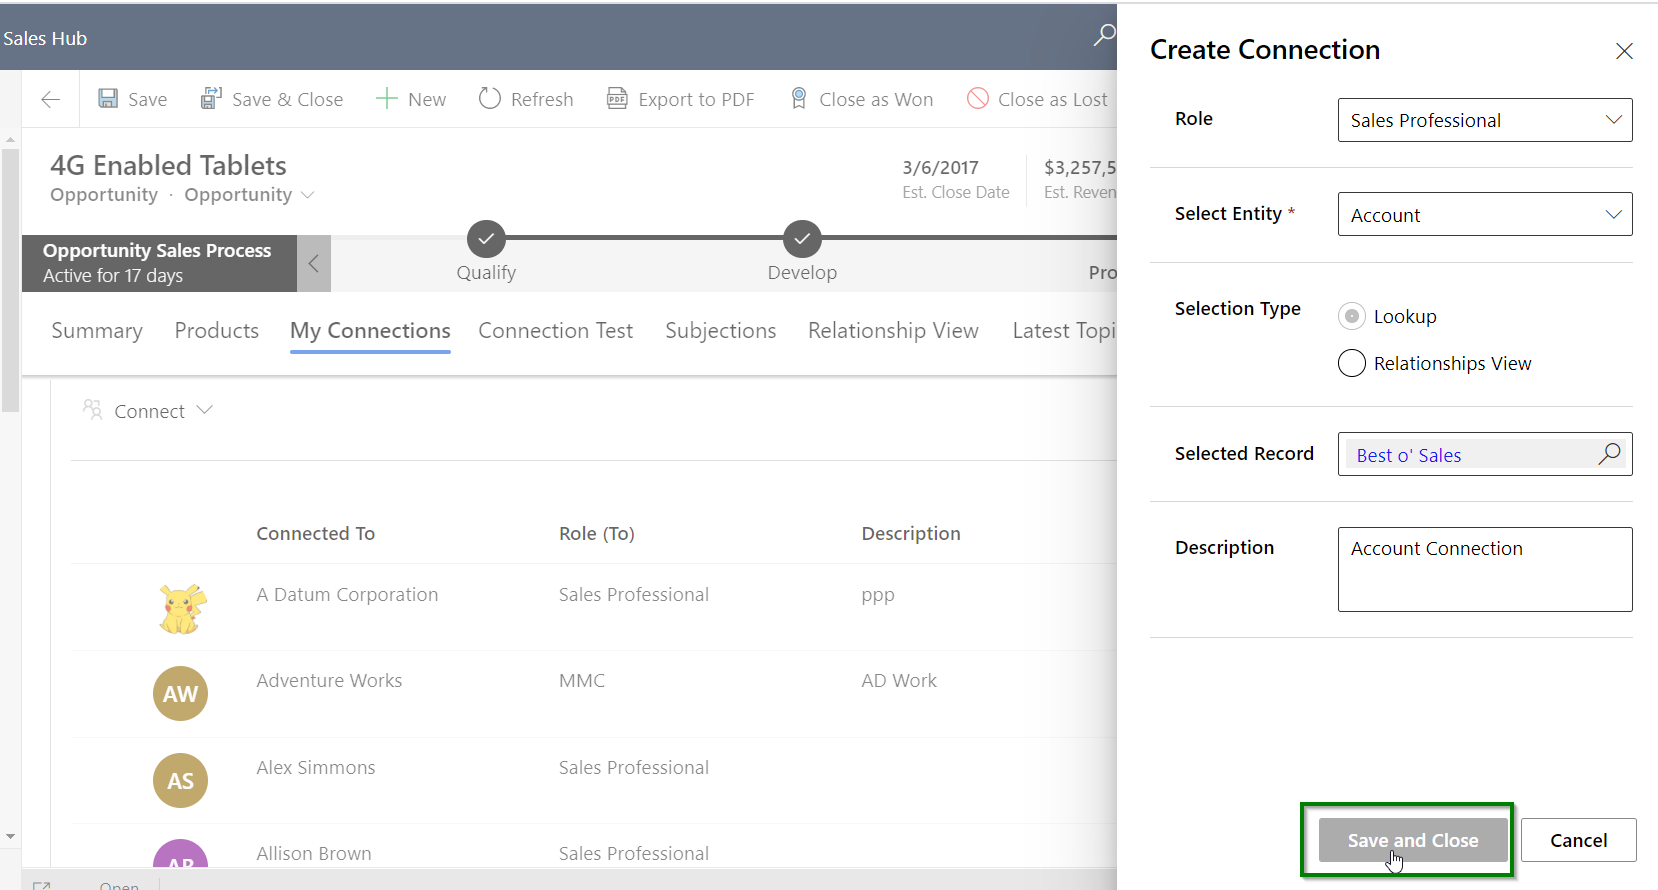 Sales Hub
Save
Save & Close
New
Refresh
Export to PDF
Close as Won
Close as Lost
4G Enabled Tablets
Opportunity · Opportunity
3/6/2017
Est. Close Date
$3,257,5
Est. Reven
Opportunity Sales Process
Active for 17 days
Qualify
Develop
Pro
Summary
Products
My Connections
Connection Test
Subjections
Relationship View
Latest Topi
Connect
Connected To
Role (To)
Description
A Datum Corporation
Sales Professional
ppp
AW
Adventure Works
MMC
AD Work
AS
Alex Simmons
Sales Professional
AB
Allison Brown
Sales Professional
Open
Create Connection
Role
Sales Professional
Select Entity *
Account
Selection Type
Lookup
Relationships View
Selected Record
Best o' Sales
Description
Account Connection
Save and Close
Cancel